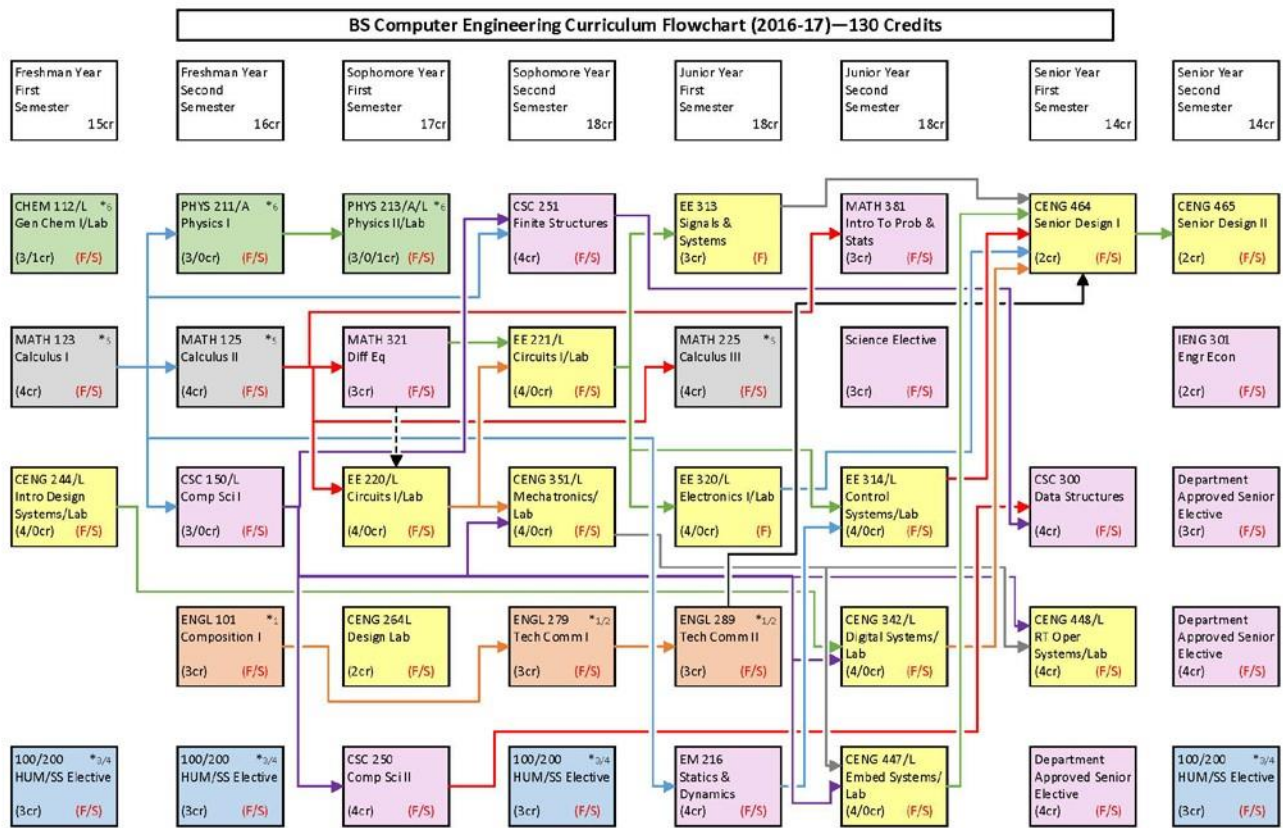 BS Computer Engineering Curriculum Flowchart (2016-17)—130 Credits
Freshman Year
First
Semester
15cr
Freshman Year
Second
Semester
16cr
Sophomore Year
First
Semester
17cr
Sophomore Year
Second
Semester
18cr
Junior Year
First
Semester
18cr
Junior Year
Second
Semester
18cr
Senior Year
First
Semester
14cr
Senior Year
Second
Semester
14cr
CHEM 112/L *6
Gen Chem I/Lab
(3/1cr) (F/S)
PHYS 211/A *6
Physics I
(3/0cr) (F/S)
PHYS 213/A/L *6
Physics II/Lab
(3/0/1cr) (F/S)
CSC 251
Finite Structures
(4cr) (F/S)
EE 313
Signals &
Systems
(3cr) (F)
MATH 381
Intro To Prob &
Stats
(3cr) (F/S)
CENG 464
Senior Design I
(2cr) (F/S)
CENG 465
Senior Design II
(2cr) (F/S)
MATH 123 *5
Calculus I
(4cr) (F/S)
MATH 125 *5
Calculus II
(4cr) (F/S)
MATH 321
Diff Eq
(3cr) (F/S)
EE 221/L
Circuits I/Lab
(4/0cr) (F/S)
MATH 225 *5
Calculus III
(4cr) (F/S)
Science Elective
(3cr) (F/S)
IENG 301
Engr Econ
(2cr) (F/S)
CENG 244/L
Intro Design
Systems/Lab
(4/0cr) (F/S)
CSC 150/L
Comp Sci I
(3/0cr) (F/S)
EE 220/L
Circuits I/Lab
(4/0cr) (F/S)
CENG 351/L
Mechatronics/
Lab
(4/0cr) (F/S)
EE 320/L
Electronics I/Lab
(4/0cr) (F)
EE 314/L
Control
Systems/Lab
(4/0cr) (F/S)
CSC 300
Data Structures
(4cr) (F/S)
Department
Approved Senior
Elective
(3cr) (F/S)
ENGL 101 *1
Composition I
(3cr) (F/S)
CENG 264L
Design Lab
(2cr) (F/S)
ENGL 279 *1/2
Tech Comm I
(3cr) (F/S)
ENGL 289 *1/2
Tech Comm II
(3cr) (F/S)
CENG 342/L
Digital Systems/
Lab
(4/0cr) (F/S)
CENG 448/L
RT Oper
Systems/Lab
(4cr) (F/S)
Department
Approved Senior
Elective
(4cr) (F/S)
100/200 *3/4
HUM/SS Elective
(3cr) (F/S)
100/200 *3/4
HUM/SS Elective
(3cr) (F/S)
CSC 250
Comp Sci II
(4cr) (F/S)
100/200 *3/4
HUM/SS Elective
(3cr) (F/S)
EM 216
Statics &
Dynamics
(4cr) (F/S)
CENG 447/L
Embed Systems/
Lab
(4/0cr) (F/S)
Department
Approved Senior
Elective
(4cr) (F/S)
100/200 *3/4
HUM/SS Elective
(3cr) (F/S)